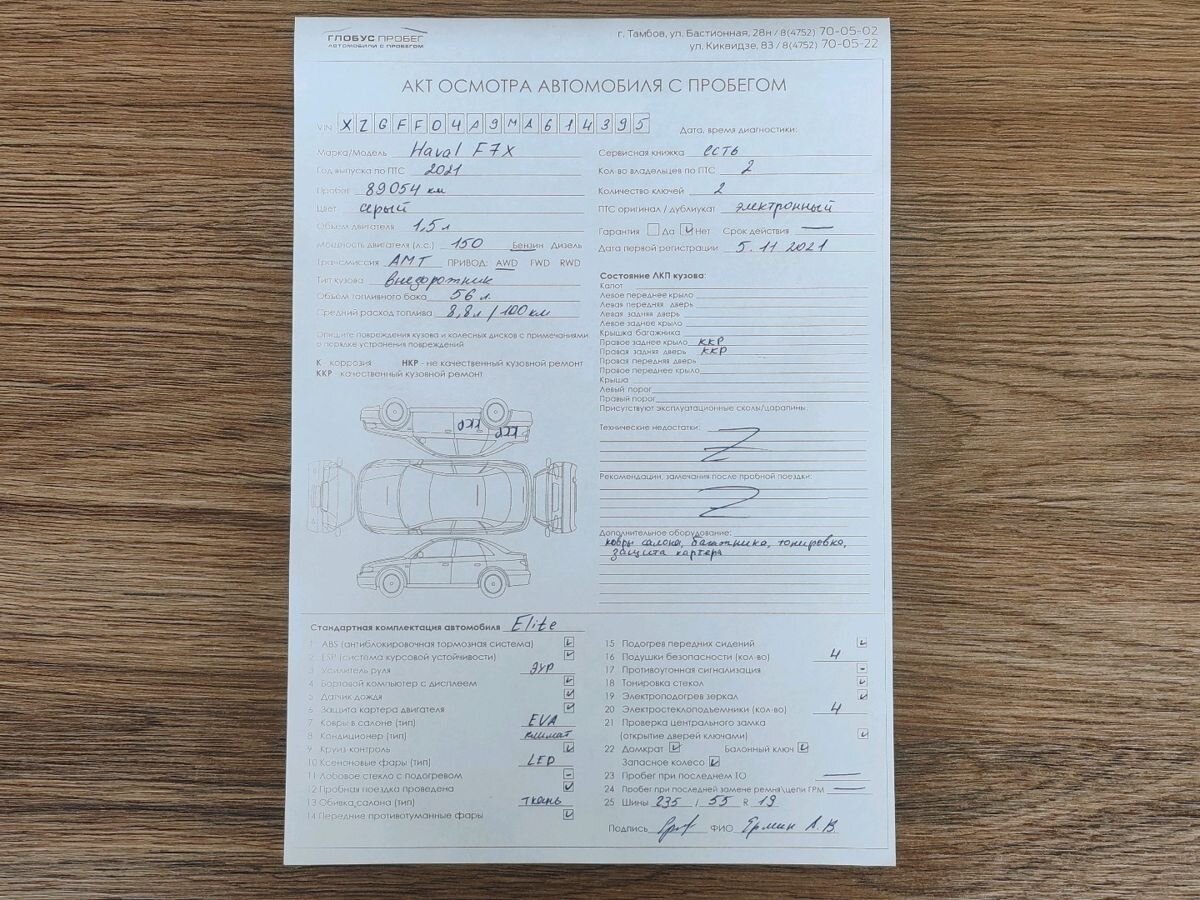 ГЛОБУС ПРОБЕГ
АВТОМОБИЛИ С ПРОБЕГОМ
г. Тамбов, ул. Бастионная, 28н / 8(4752) 70-05-02
ул. Киквидзе, 83 / 8(4752) 70-05-22
АКТ ОСМОТРА АВТОМОБИЛЯ С ПРОБЕГОМ
VIN XZGFF04A9MA614395
Дата, время диагностики:
Марка/Модель Haval F7X
Год выпуска по ПТС 2021
Пробег 89054 км
Цвет серый
Объем двигателя 1,5 л
Мощность двигателя (л.с.) 150 Бензин Дизель
Трансмиссия АМТ ПРИВОД: AWD FWD RWD
Тип кузова внедорожник
Объем топливного бака 56 л.
Средний расход топлива 8,8 л / 100 км
Опишите повреждения кузова и колесных дисков с примечаниями
о порядке устранения повреждений
К - коррозия НКР - не качественный кузовной ремонт
ККР - качественный кузовной ремонт
ККР
ККР
Сервисная книжка есть
Кол-во владельцев по ПТС 2
Количество ключей 2
ПТС оригинал / дубликат электронный
Гарантия Да Нет Срок действия —
Дата первой регистрации 5.11 2021
Состояние ЛКП кузова:
Капот
Левое переднее крыло
Левая передняя дверь
Левая задняя дверь
Левое заднее крыло
Крышка багажника
Правое заднее крыло ККР
Правая задняя дверь ККР
Правая передняя дверь
Правое переднее крыло
Крыша
Левый порог
Правый порог
Присутствуют эксплуатационные сколы/царапины:
Технические недостатки:
Рекомендации, замечания после пробной поездки:
Дополнительное оборудование:
ковры салона, багажника, тонировка,
защита картера
Стандартная комплектация автомобиля Elite
1 ABS (антиблокировочная тормозная система)
2 ESP (система курсовой устойчивости)
3 Усилитель руля ЭУР
4 Бортовой компьютер с дисплеем
5 Датчик дождя
6 Защита картера двигателя
7 Ковры в салоне (тип) EVA
8 Кондиционер (тип) климат
9 Круиз-контроль
10 Ксеноновые фары (тип) LED
11 Лобовое стекло с подогревом
12 Пробная поездка проведена
13 Обивка салона (тип) ткань
14 Передние противотуманные фары
15 Подогрев передних сидений
16 Подушки безопасности (кол-во) 4
17 Противоугонная сигнализация
18 Тонировка стекол
19 Электроподогрев зеркал
20 Электростеклоподъемники (кол-во) 4
21 Проверка центрального замка
(открытие дверей ключами)
22 Домкрат Балонный ключ
Запасное колесо
23 Пробег при последнем ТО —
24 Пробег при последней замене ремня\цепи ГРМ —
25 Шины 235 / 55 R 19
Подпись ФИО Ермин А.В